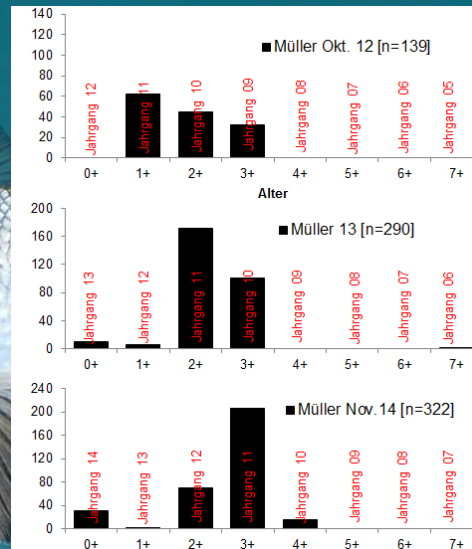 140
120
100
80
60
40
20
0
Müller Okt. 12 [n=139]
Jahrgang 12
Jahrgang 11
Jahrgang 10
Jahrgang 09
Jahrgang 08
Jahrgang 07
Jahrgang 06
Jahrgang 05
0+ 1+ 2+ 3+ 4+ 5+ 6+ 7+
Alter
200
160
120
80
40
0
Müller 13 [n=290]
Jahrgang 13
Jahrgang 12
Jahrgang 11
Jahrgang 10
Jahrgang 09
Jahrgang 08
Jahrgang 07
Jahrgang 06
0+ 1+ 2+ 3+ 4+ 5+ 6+ 7+
240
200
160
120
80
40
0
Müller Nov.14 [n=322]
Jahrgang 14
Jahrgang 13
Jahrgang 12
Jahrgang 11
Jahrgang 10
Jahrgang 09
Jahrgang 08
Jahrgang 07
0+ 1+ 2+ 3+ 4+ 5+ 6+ 7+